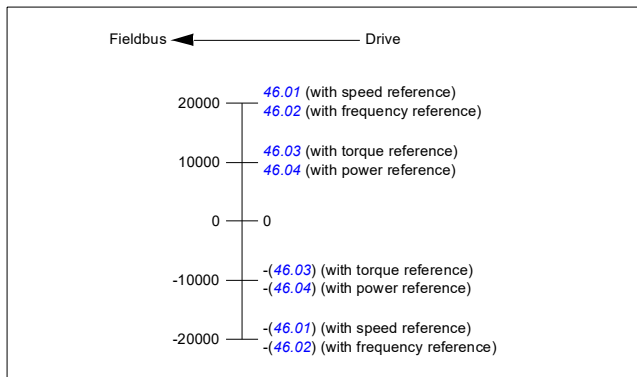 Fieldbus Drive
46.01 (with speed reference)
20000
46.02 (with frequency reference)
46.03 (with torque reference)
10000
46.04 (with power reference)
0 0
-(46.03) (with torque reference)
-10000
-(46.04) (with power reference)
-(46.01) (with speed reference)
-20000
-(46.02) (with frequency reference)